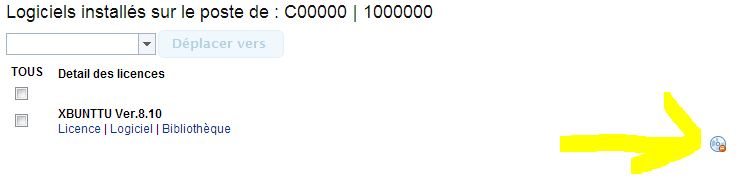 Logiciels installés sur le poste de : C00000 | 1000000
Déplacer vers
TOUS Detail des licences
XBUNTTU Ver.8.10
Licence | Logiciel | Bibliothèque